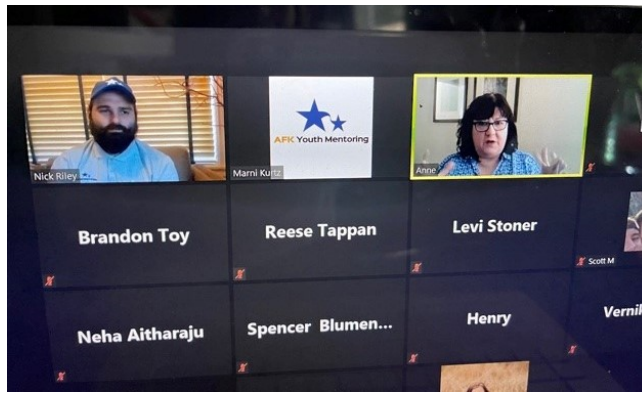 Nick Riley
AFK Youth Mentoring
Marni Kurtz
Anne
Brandon Toy
Reese Tappan
Levi Stoner
Scott M
Neha Aitharaju
Spencer Blumen...
Henry